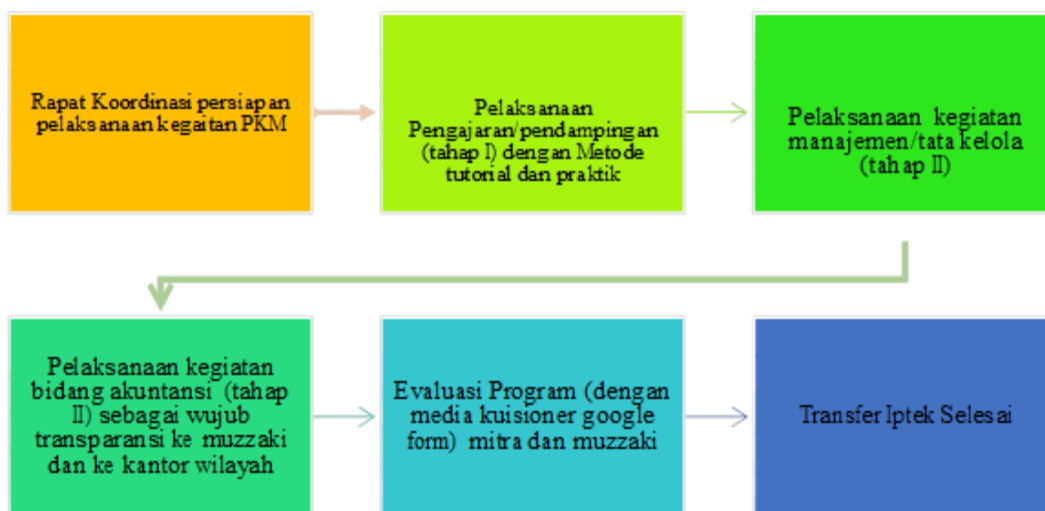 Rapat Koordinasi persiapan
pelaksanaan kegaitan PKM
Pelaksanaan
Pengajaran/pendampingan
(tahap I) dengan Metode
tutorial dan praktik
Pelaksanaan kegiatan
manajemen/tata kelola
(tahap II)
Pelaksanaan kegiatan
bidang akuntansi (tahap
II) sebagai wujub
transparansi ke muzzaki
dan ke kantor wilayah
Evaluasi Program (dengan
media kuisioner google
form) mitra dan muzzaki
Transfer Iptek Selesai